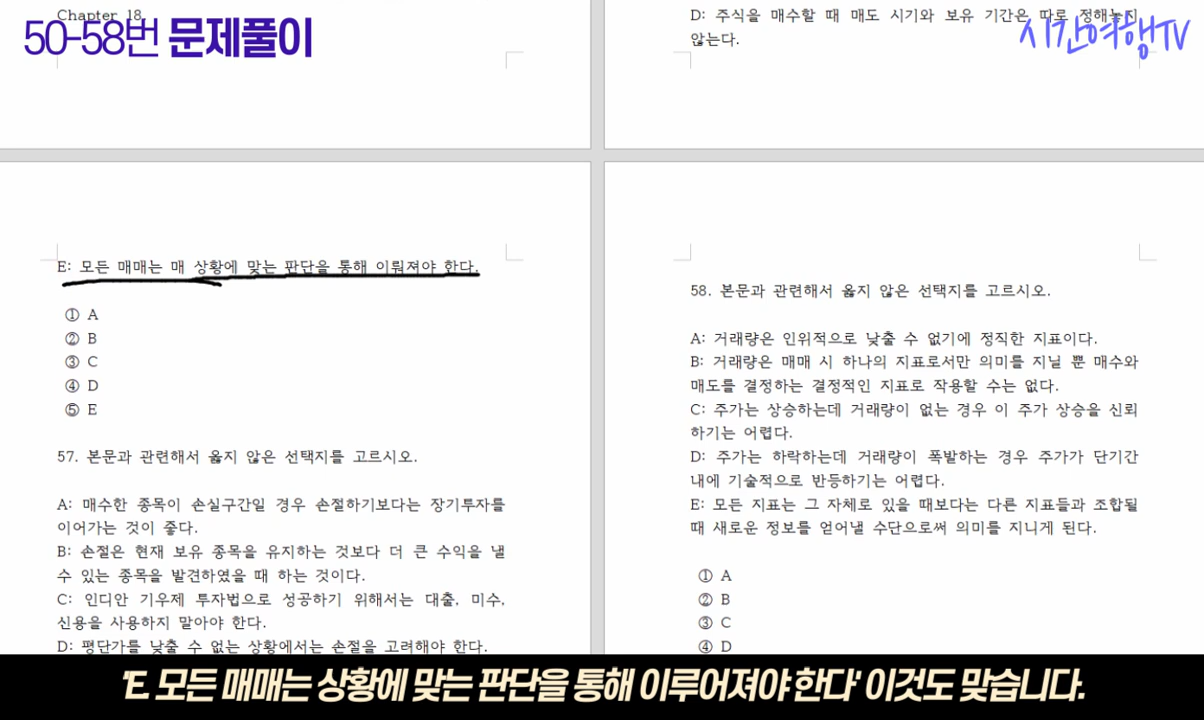 Chapter 18
50-58번 문제풀이
D: 주식을 매수할 때 매도 시기와 보유 기간은 따로 정해놓지
않는다.
시간여행TV
E: 모든 매매는 매 상황에 맞는 판단을 통해 이뤄져야 한다.
① A
② B
③ C
④ D
⑤ E
57. 본문과 관련해서 옳지 않은 선택지를 고르시오.
A: 매수한 종목이 손실구간일 경우 손절하기보다는 장기투자를
이어가는 것이 좋다.
B: 손절은 현재 보유 종목을 유지하는 것보다 더 큰 수익을 낼
수 있는 종목을 발견하였을 때 하는 것이다.
C: 인디안 기우제 투자법으로 성공하기 위해서는 대출, 미수,
신용을 사용하지 말아야 한다.
D: 평단가를 낮출 수 없는 상황에서는 손절을 고려해야 한다.
58. 본문과 관련해서 옳지 않은 선택지를 고르시오.
A: 거래량은 인위적으로 낮출 수 없기에 정직한 지표이다.
B: 거래량은 매매 시 하나의 지표로서만 의미를 지닐 뿐 매수와
매도를 결정하는 결정적인 지표로 작용할 수는 없다.
C: 주가는 상승하는데 거래량이 없는 경우 이 주가 상승을 신뢰
하기는 어렵다.
D: 주가는 하락하는데 거래량이 폭발하는 경우 주가가 단기간
내에 기술적으로 반등하기는 어렵다.
E: 모든 지표는 그 자체로 있을 때보다는 다른 지표들과 조합될
때 새로운 정보를 얻어낼 수단으로써 의미를 지니게 된다.
① A
② B
③ C
④ D
'E. 모든 매매는 상황에 맞는 판단을 통해 이루어져야 한다' 이것도 맞습니다.